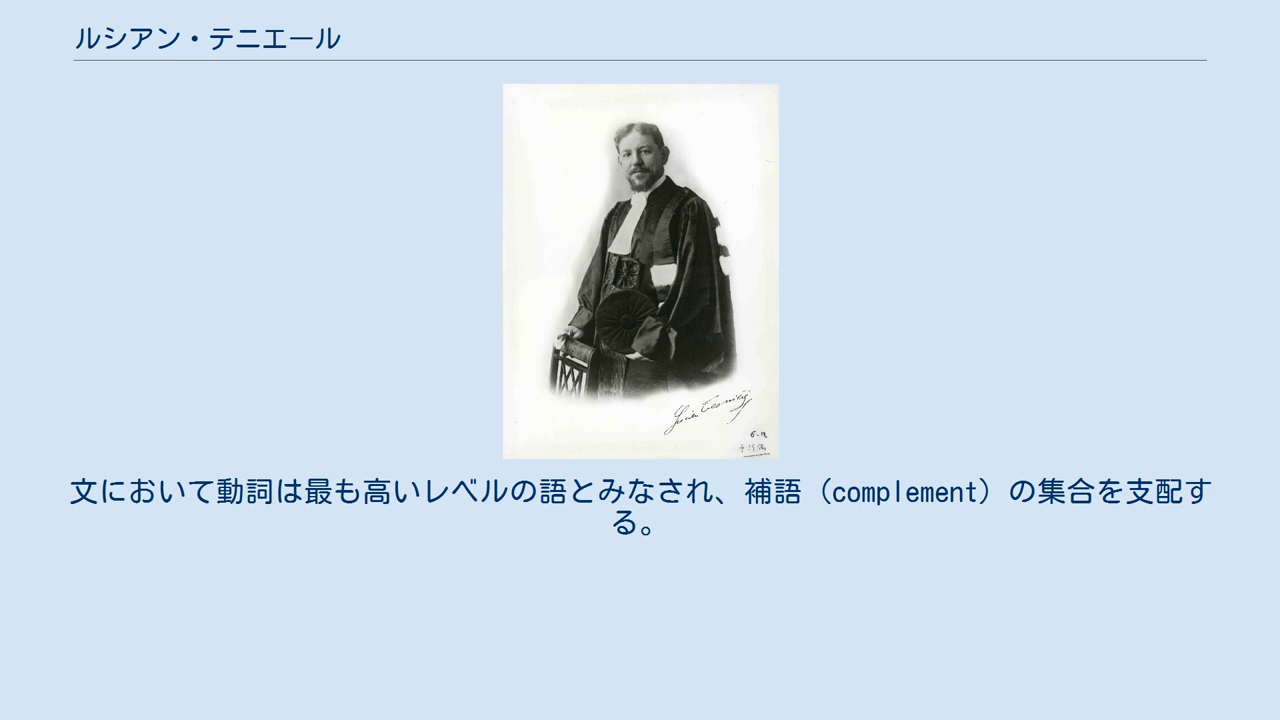 ルシアン・テニエール
Lucien Tesnière
文において動詞は最も高いレベルの語とみなされ、補語（complement）の集合を支配す
る。